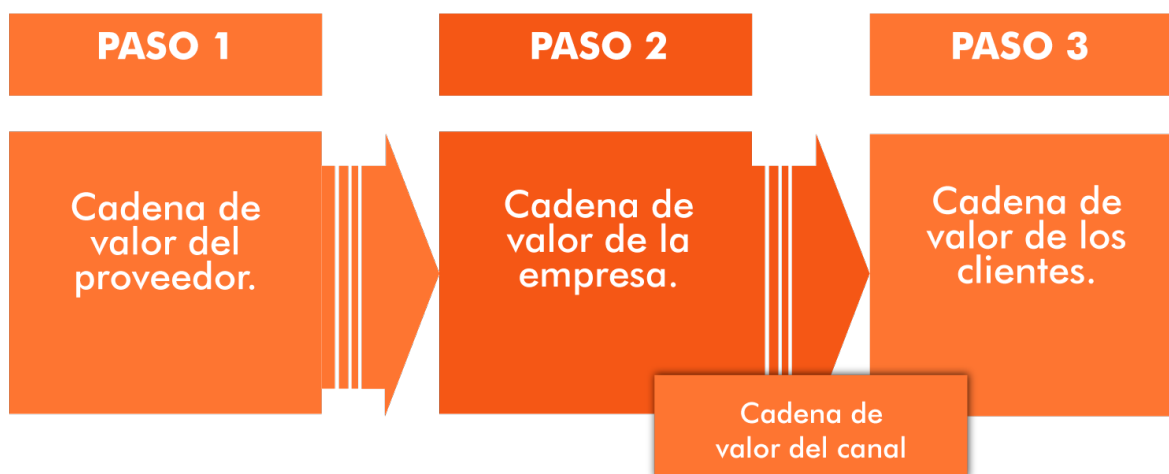 PASO 1
PASO 2
PASO 3
Cadena de
valor del
proveedor.
Cadena de
valor de la
empresa.
Cadena de
valor de los
clientes.
Cadena de
valor del canal